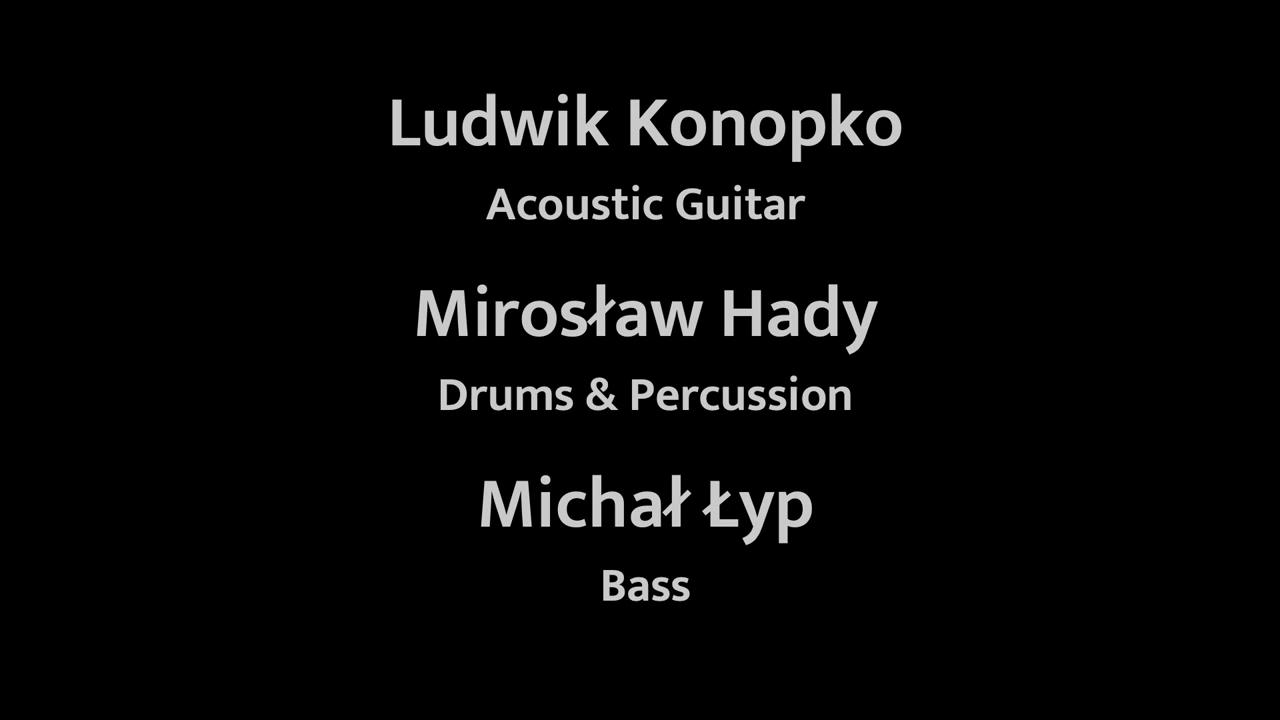 Ludwik Konopko
Acoustic Guitar
Mirosław Hady
Drums & Percussion
Michał Łyp
Bass